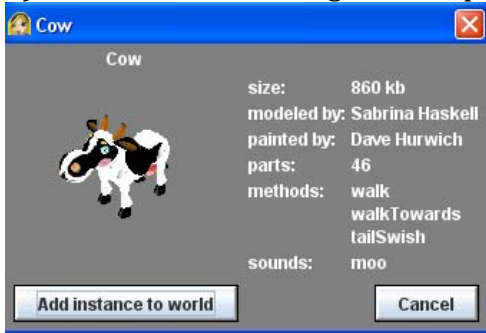 Cow
Cow
size: 860 kb
modeled by: Sabrina Haskell
painted by: Dave Hurwich
parts: 46
methods: walk
walkTowards
tailSwish
sounds: moo
Add instance to world
Cancel